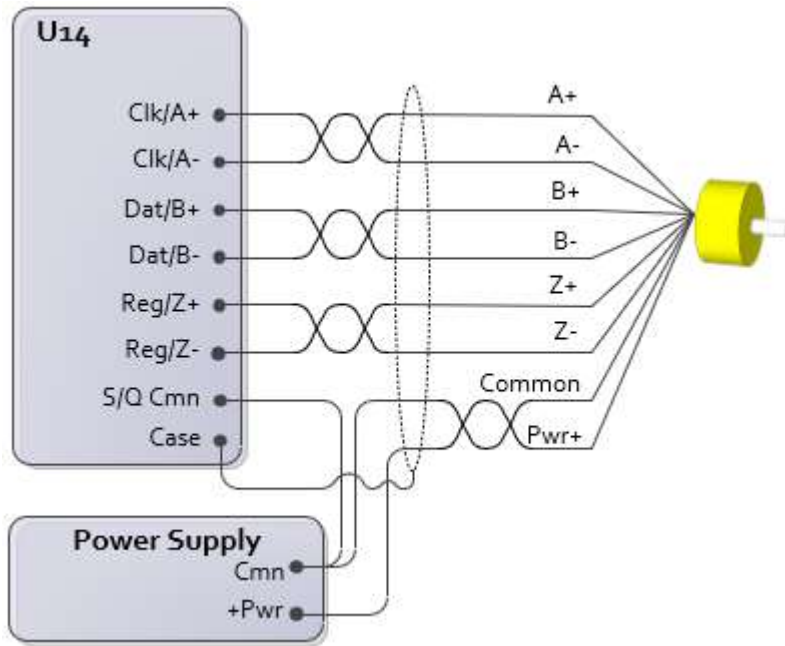 U14
Clk/A+
Clk/A-
Dat/B+
Dat/B-
Reg/Z+
Reg/Z-
S/Q Cmn
Case
A+
A-
B+
B-
Z+
Z-
Common
Pwr+
Power Supply
Cmn
+Pwr